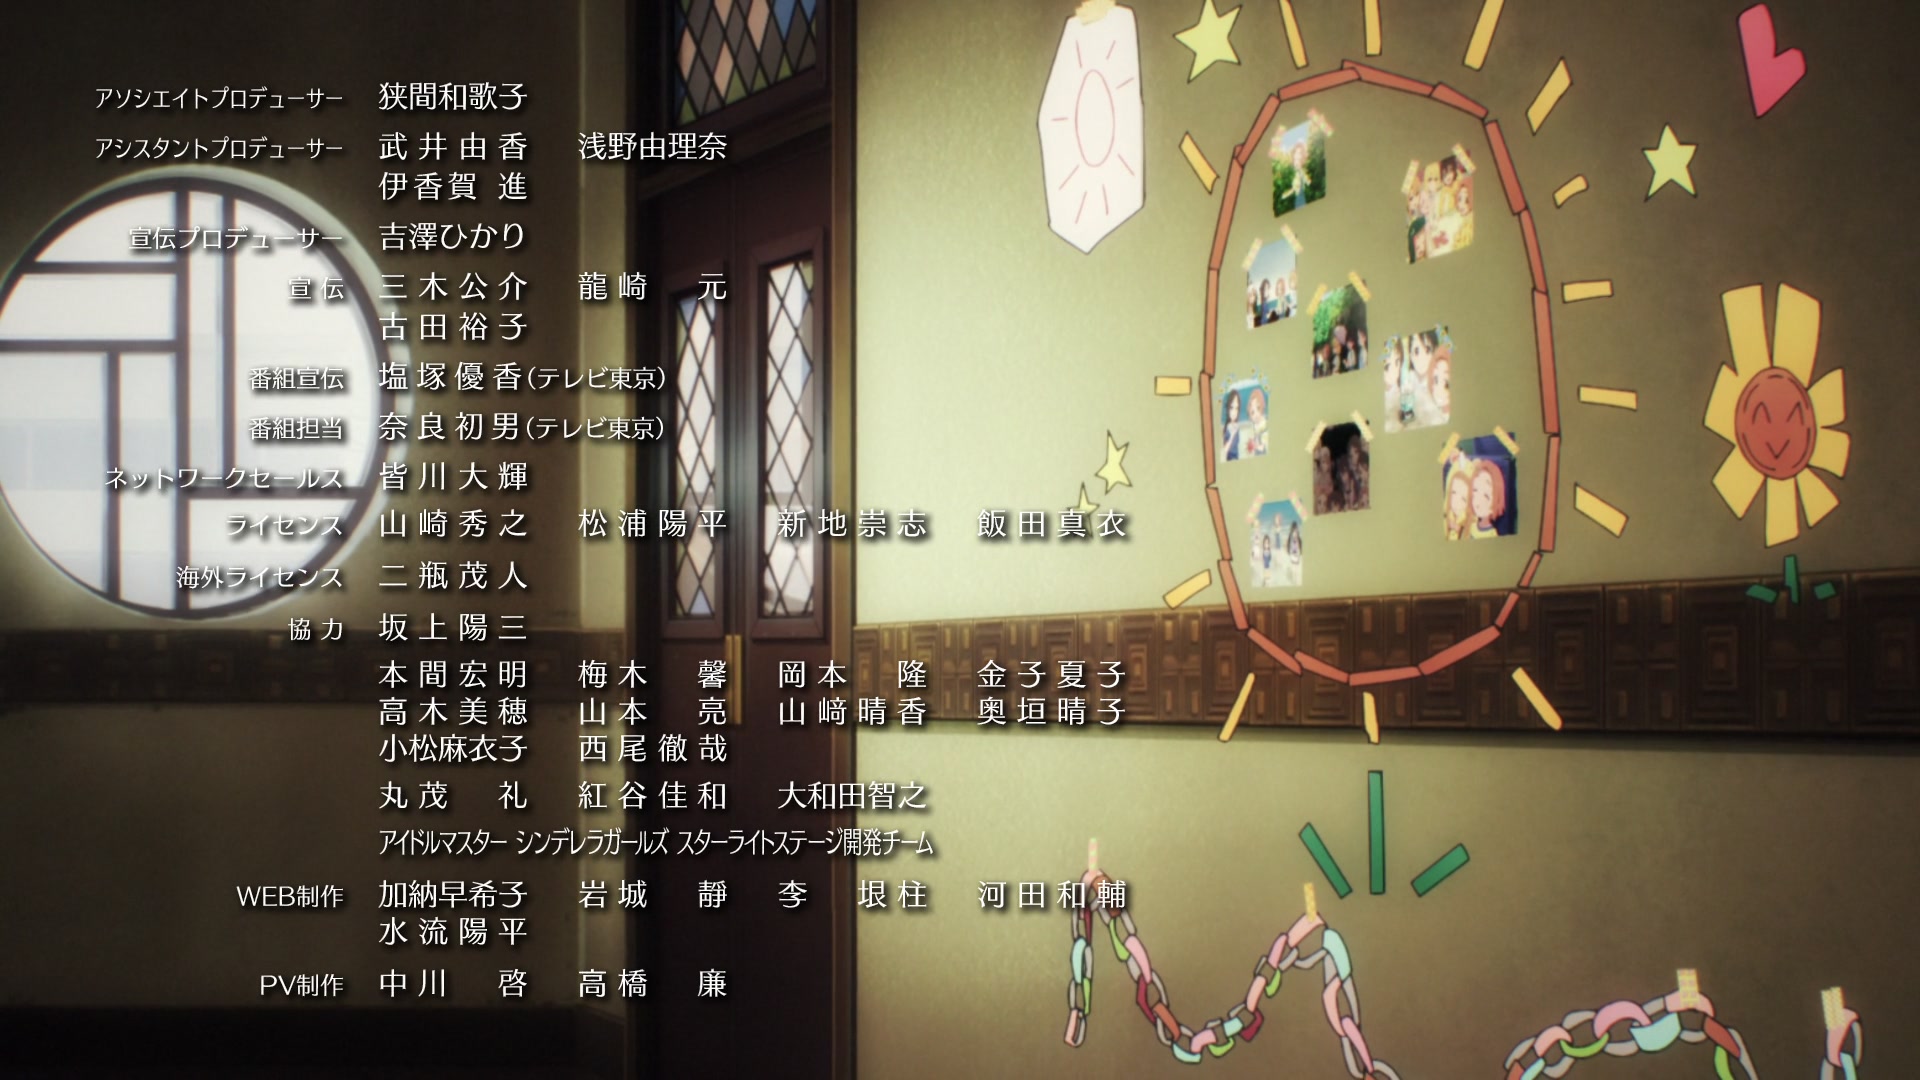 アソシエイトプロデューサー 狭間和歌子
アシスタントプロデューサー 武井由香 浅野由理奈
伊香賀 進
宣伝プロデューサー 吉澤ひかり
宣伝 三木公介 龍崎 元
古田裕子
番組宣伝 塩塚優香(テレビ東京)
番組担当 奈良初男(テレビ東京)
ネットワークセールス 皆川大輝
ライセンス 山崎秀之 松浦陽平 新地崇志 飯田真衣
海外ライセンス 二瓶茂人
協力 坂上陽三
本間宏明 梅木 馨 岡本 隆 金子夏子
高木美穂 山本 亮 山﨑晴香 奥垣晴子
小松麻衣子 西尾徹哉
丸茂 礼 紅谷佳和 大和田智之
アイドルマスター シンデレラガールズ スターライトステージ開発チーム
WEB制作 加納早希子 岩城 靜 李 垠柱 河田和輔
水流陽平
PV制作 中川 啓 高橋 廉